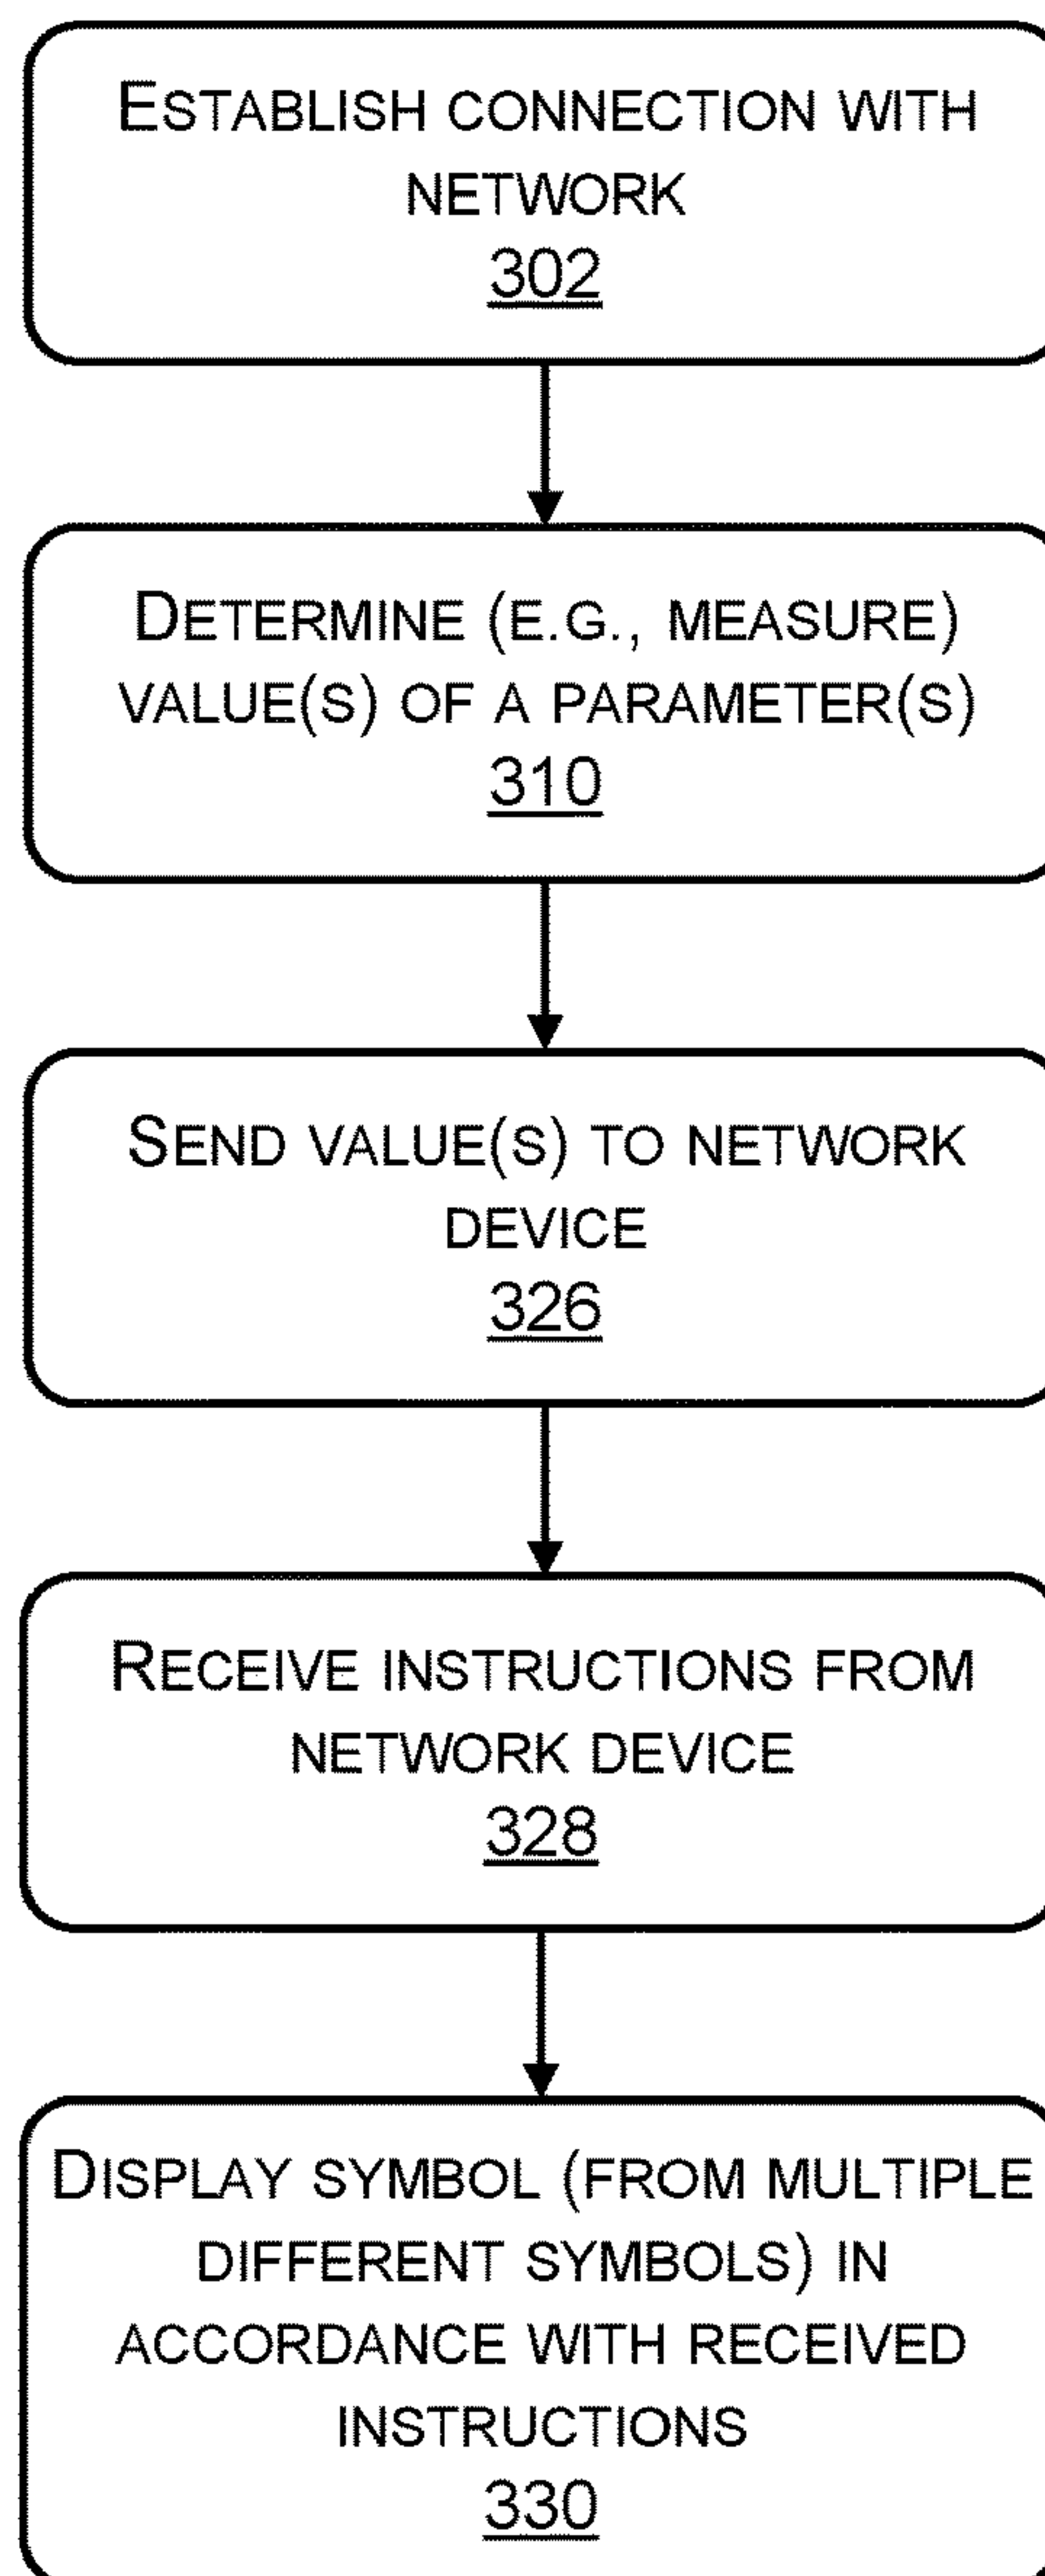 ESTABLISH CONNECTION WITH
NETWORK
302
DETERMINE (E.G., MEASURE)
VALUE(S) OF A PARAMETER(S)
310
SEND VALUE(S) TO NETWORK
DEVICE
326
RECEIVE INSTRUCTIONS FROM
NETWORK DEVICE
328
DISPLAY SYMBOL (FROM MULTIPLE
DIFFERENT SYMBOLS) IN
ACCORDANCE WITH RECEIVED
INSTRUCTIONS
330